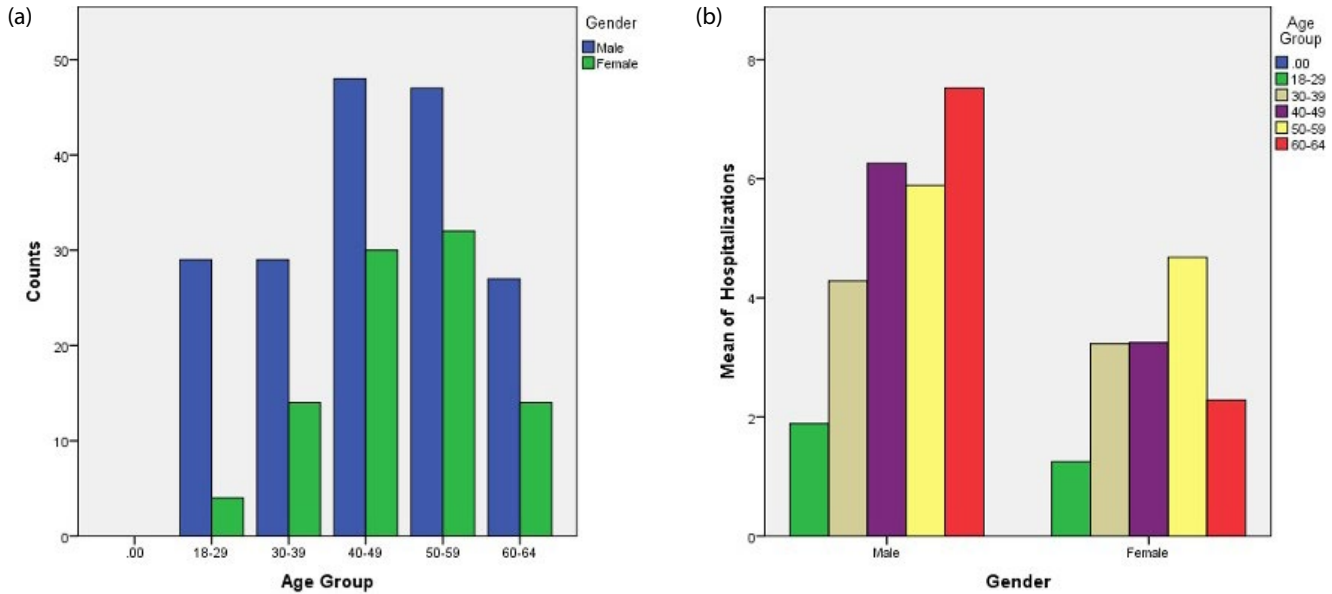 (a)
Gender
Male
Female
50
40
30
20
10
0
Counts
.00 18-29 30-39 40-49 50-59 60-64
Age Group
(b)
Age
Group
.00
18-29
30-39
40-49
50-59
60-64
8
6
4
2
0
Mean of Hospitalizations
Male Female
Gender